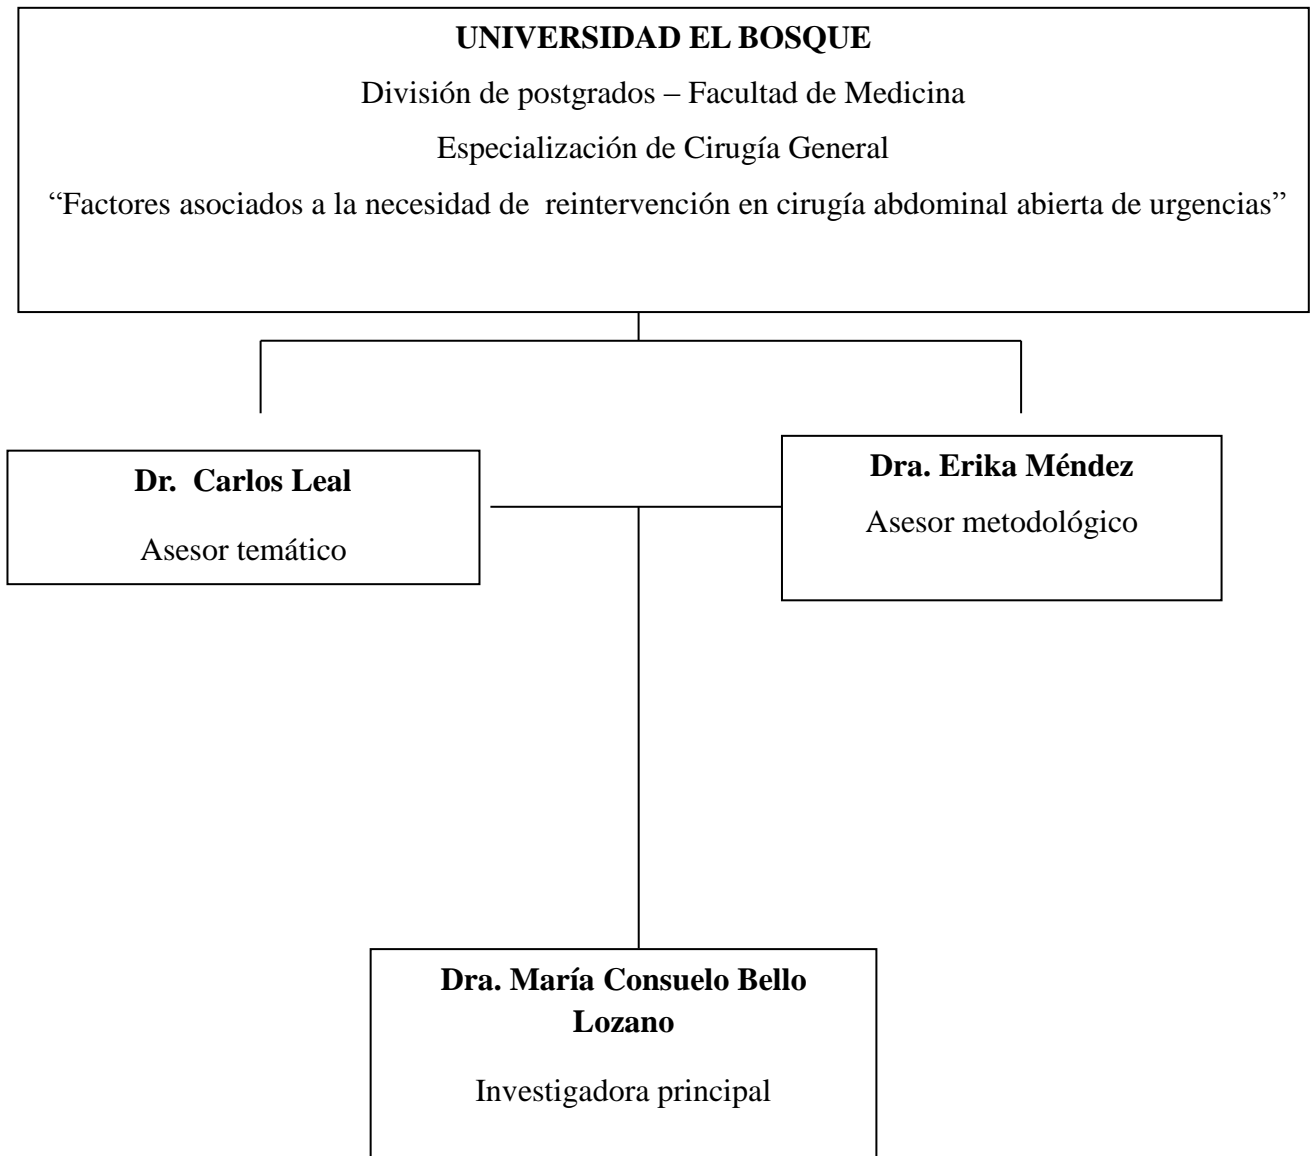 UNIVERSIDAD EL BOSQUE
División de postgrados – Facultad de Medicina
Especialización de Cirugía General
“Factores asociados a la necesidad de  reintervención en cirugía abdominal abierta de urgencias”
Dr.  Carlos Leal
Asesor temático
Dra. Erika Méndez
Asesor metodológico
Dra. María Consuelo Bello
Lozano
Investigadora principal